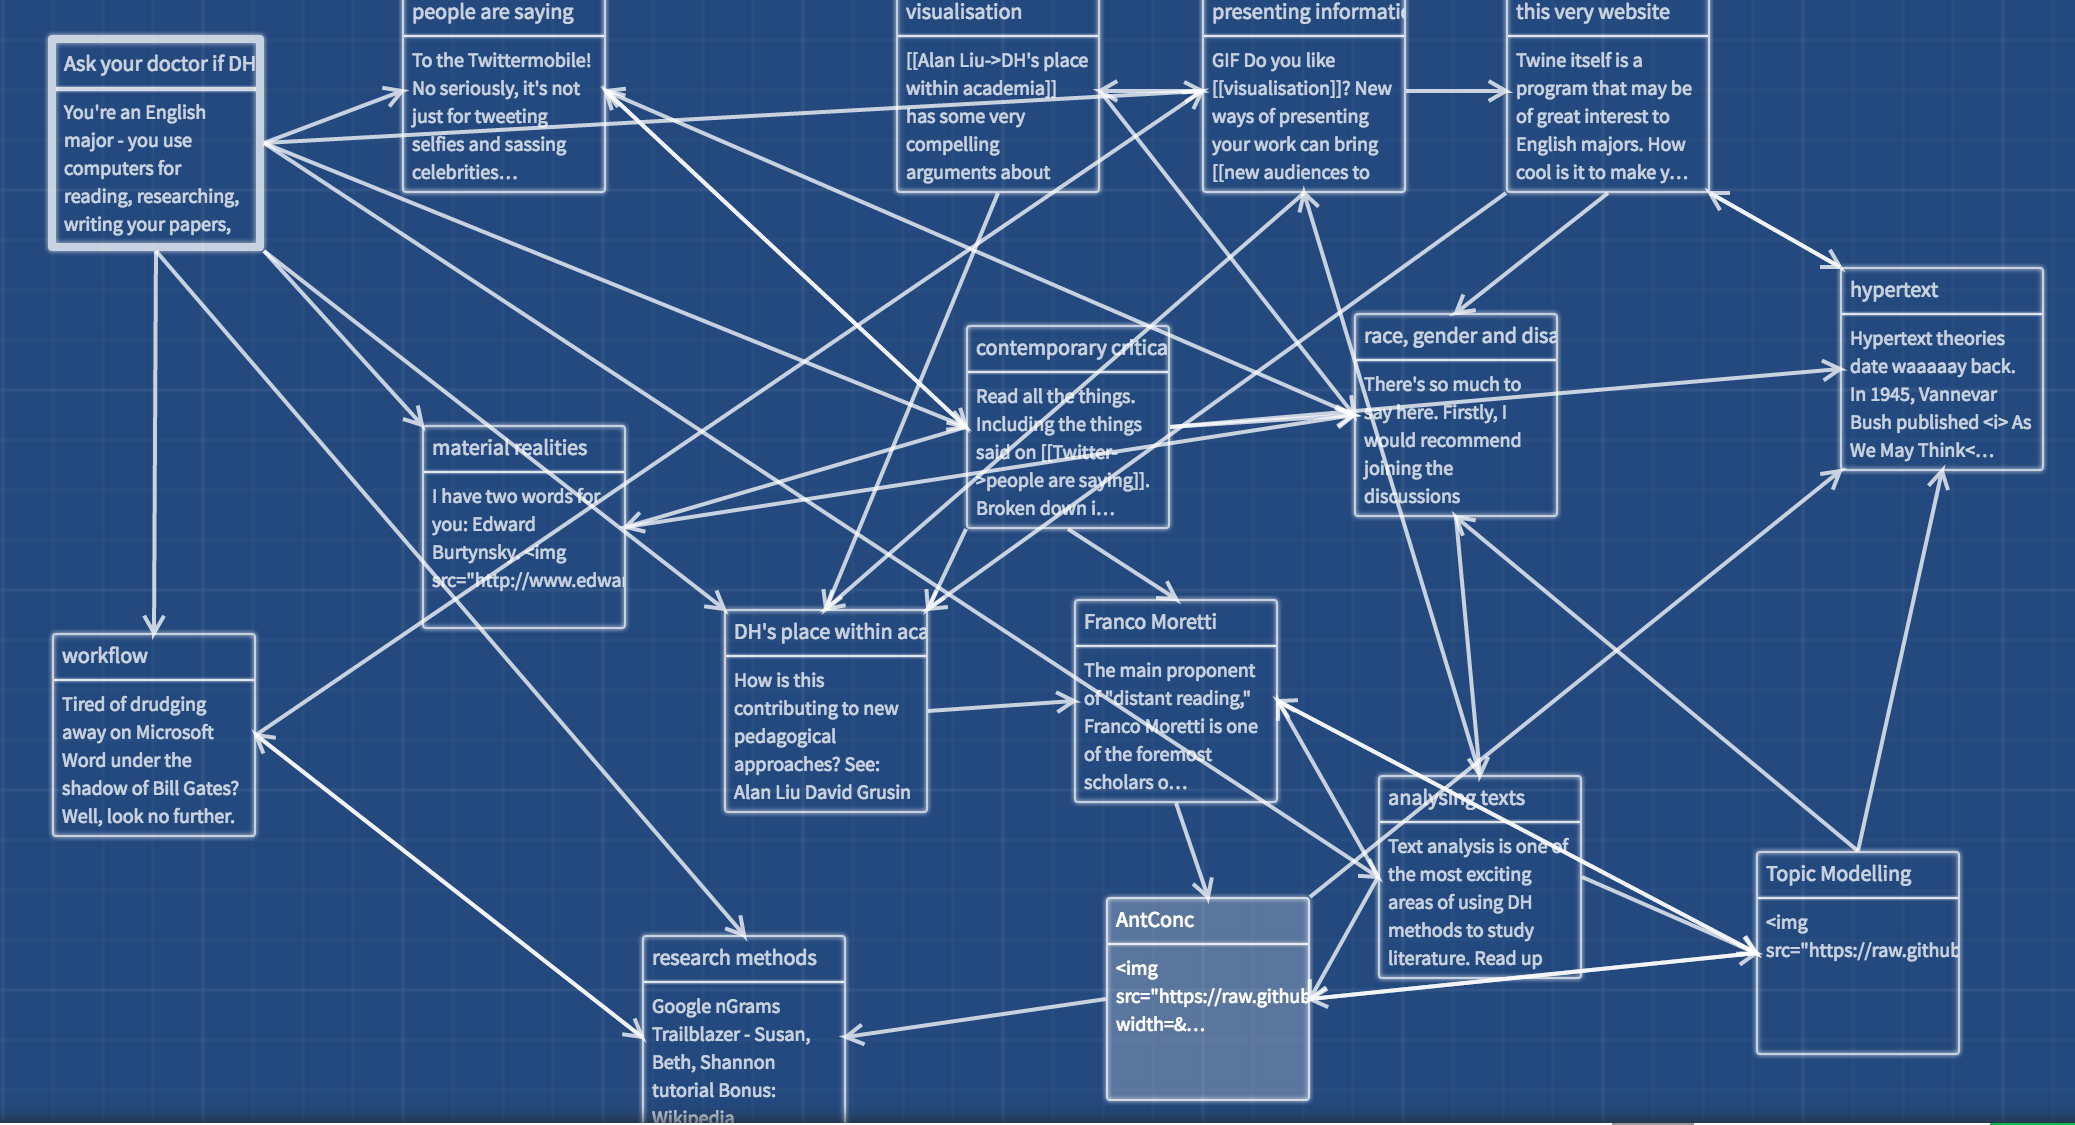 people are saying
To the Twittermobile!
No seriously, it's not
just for tweeting
selfies and sassing
celebrities...
visualisation
[[Alan Liu->DH's place
within academia]]
has some very
compelling
arguments about
presenting informati
GIF Do you like
[[visualisation]]? New
ways of presenting
your work can bring
[[new audiences to
this very website
Twine itself is a
program that may be
of great interest to
English majors. How
cool is it to make y...
Ask your doctor if DH
You're an English
major - you use
computers for
reading, researching,
writing your papers,
hypertext
Hypertext theories
date waaaaay back.
In 1945, Vannevar
Bush published <i> As
We May Think<...
race, gender and disa
There's so much to
say here. Firstly, I
would recommend
joining the
discussions
contemporary critica
Read all the things.
Including the things
said on [[Twitter-
>people are saying]].
Broken down i...
material realities
I have two words for
you: Edward
Burtynsky. <img
src="http://www.edwar
DH's place within aca
How is this
contributing to new
pedagogical
approaches? See:
Alan Liu David Grusin
Franco Moretti
The main proponent
of "distant reading,"
Franco Moretti is one
of the foremost
scholars o...
workflow
Tired of drudging
away on Microsoft
Word under the
shadow of Bill Gates?
Well, look no further.
analysing texts
Text analysis is one of
the most exciting
areas of using DH
methods to study
literature. Read up
Topic Modelling
<img
src="https://raw.github
AntConc
<img
src="https://raw.github
width=&...
research methods
Google nGrams
Trailblazer - Susan,
Beth, Shannon
tutorial Bonus:
Wikipedia